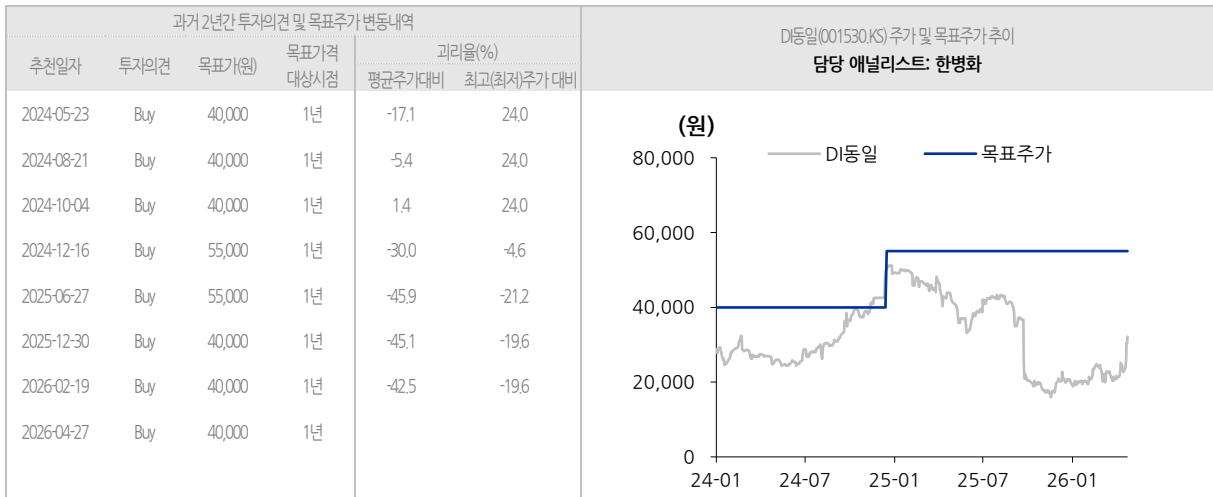 과거 2년간 투자의견 및 목표주가 변동내역
추천일자 투자의견 목표가(원) 목표가격 대상시점 괴리율(%)
평균주가대비 최고(최저)주가 대비
2024-05-23 Buy 40,000 1년 -17.1 24.0
2024-08-21 Buy 40,000 1년 -5.4 24.0
2024-10-04 Buy 40,000 1년 1.4 24.0
2024-12-16 Buy 55,000 1년 -30.0 -4.6
2025-06-27 Buy 55,000 1년 -45.9 -21.2
2025-12-30 Buy 40,000 1년 -45.1 -19.6
2026-02-19 Buy 40,000 1년 -42.5 -19.6
2026-04-27 Buy 40,000 1년
DI동일(001530.KS) 주가 및 목표주가 추이
담당 애널리스트: 한병화
(원)
DI동일 목표주가
80,000
60,000
40,000
20,000
0
24-01 24-07 25-01 25-07 26-01